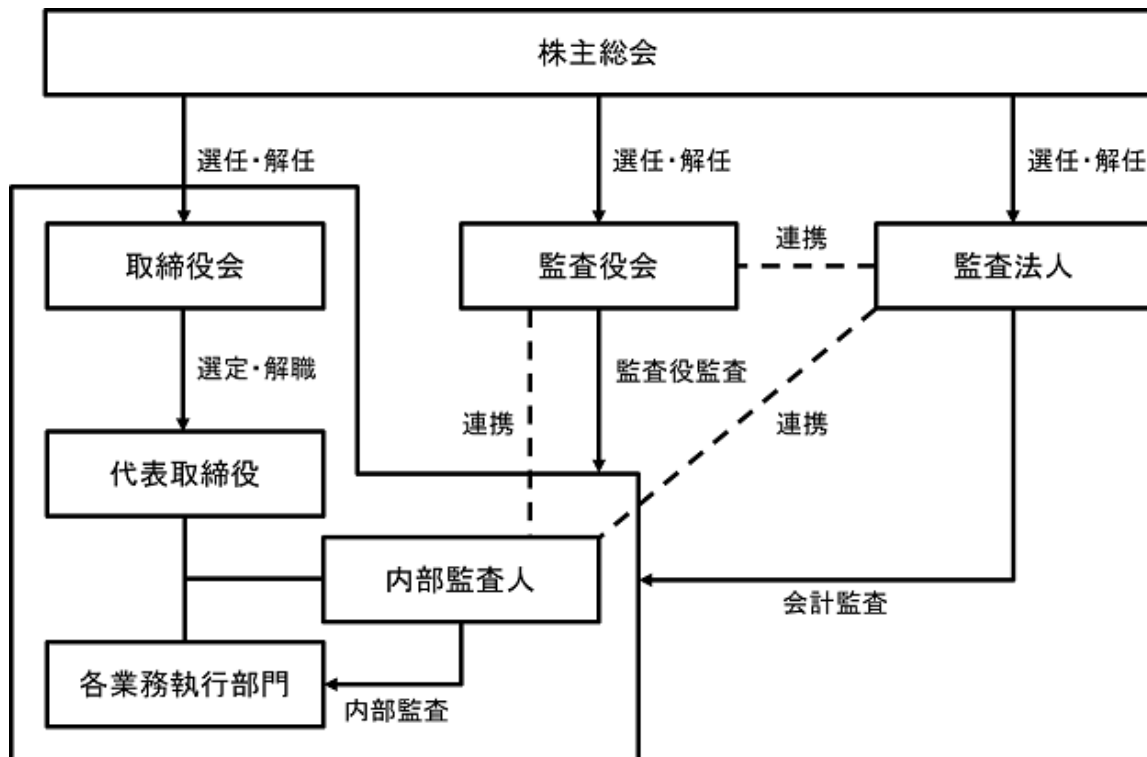 株主総会
選任・解任
選任・解任
選任・解任
取締役会
監査役会
連携
監査法人
選定・解職
監査役監査
連携
連携
代表取締役
内部監査人
会計監査
各業務執行部門
内部監査